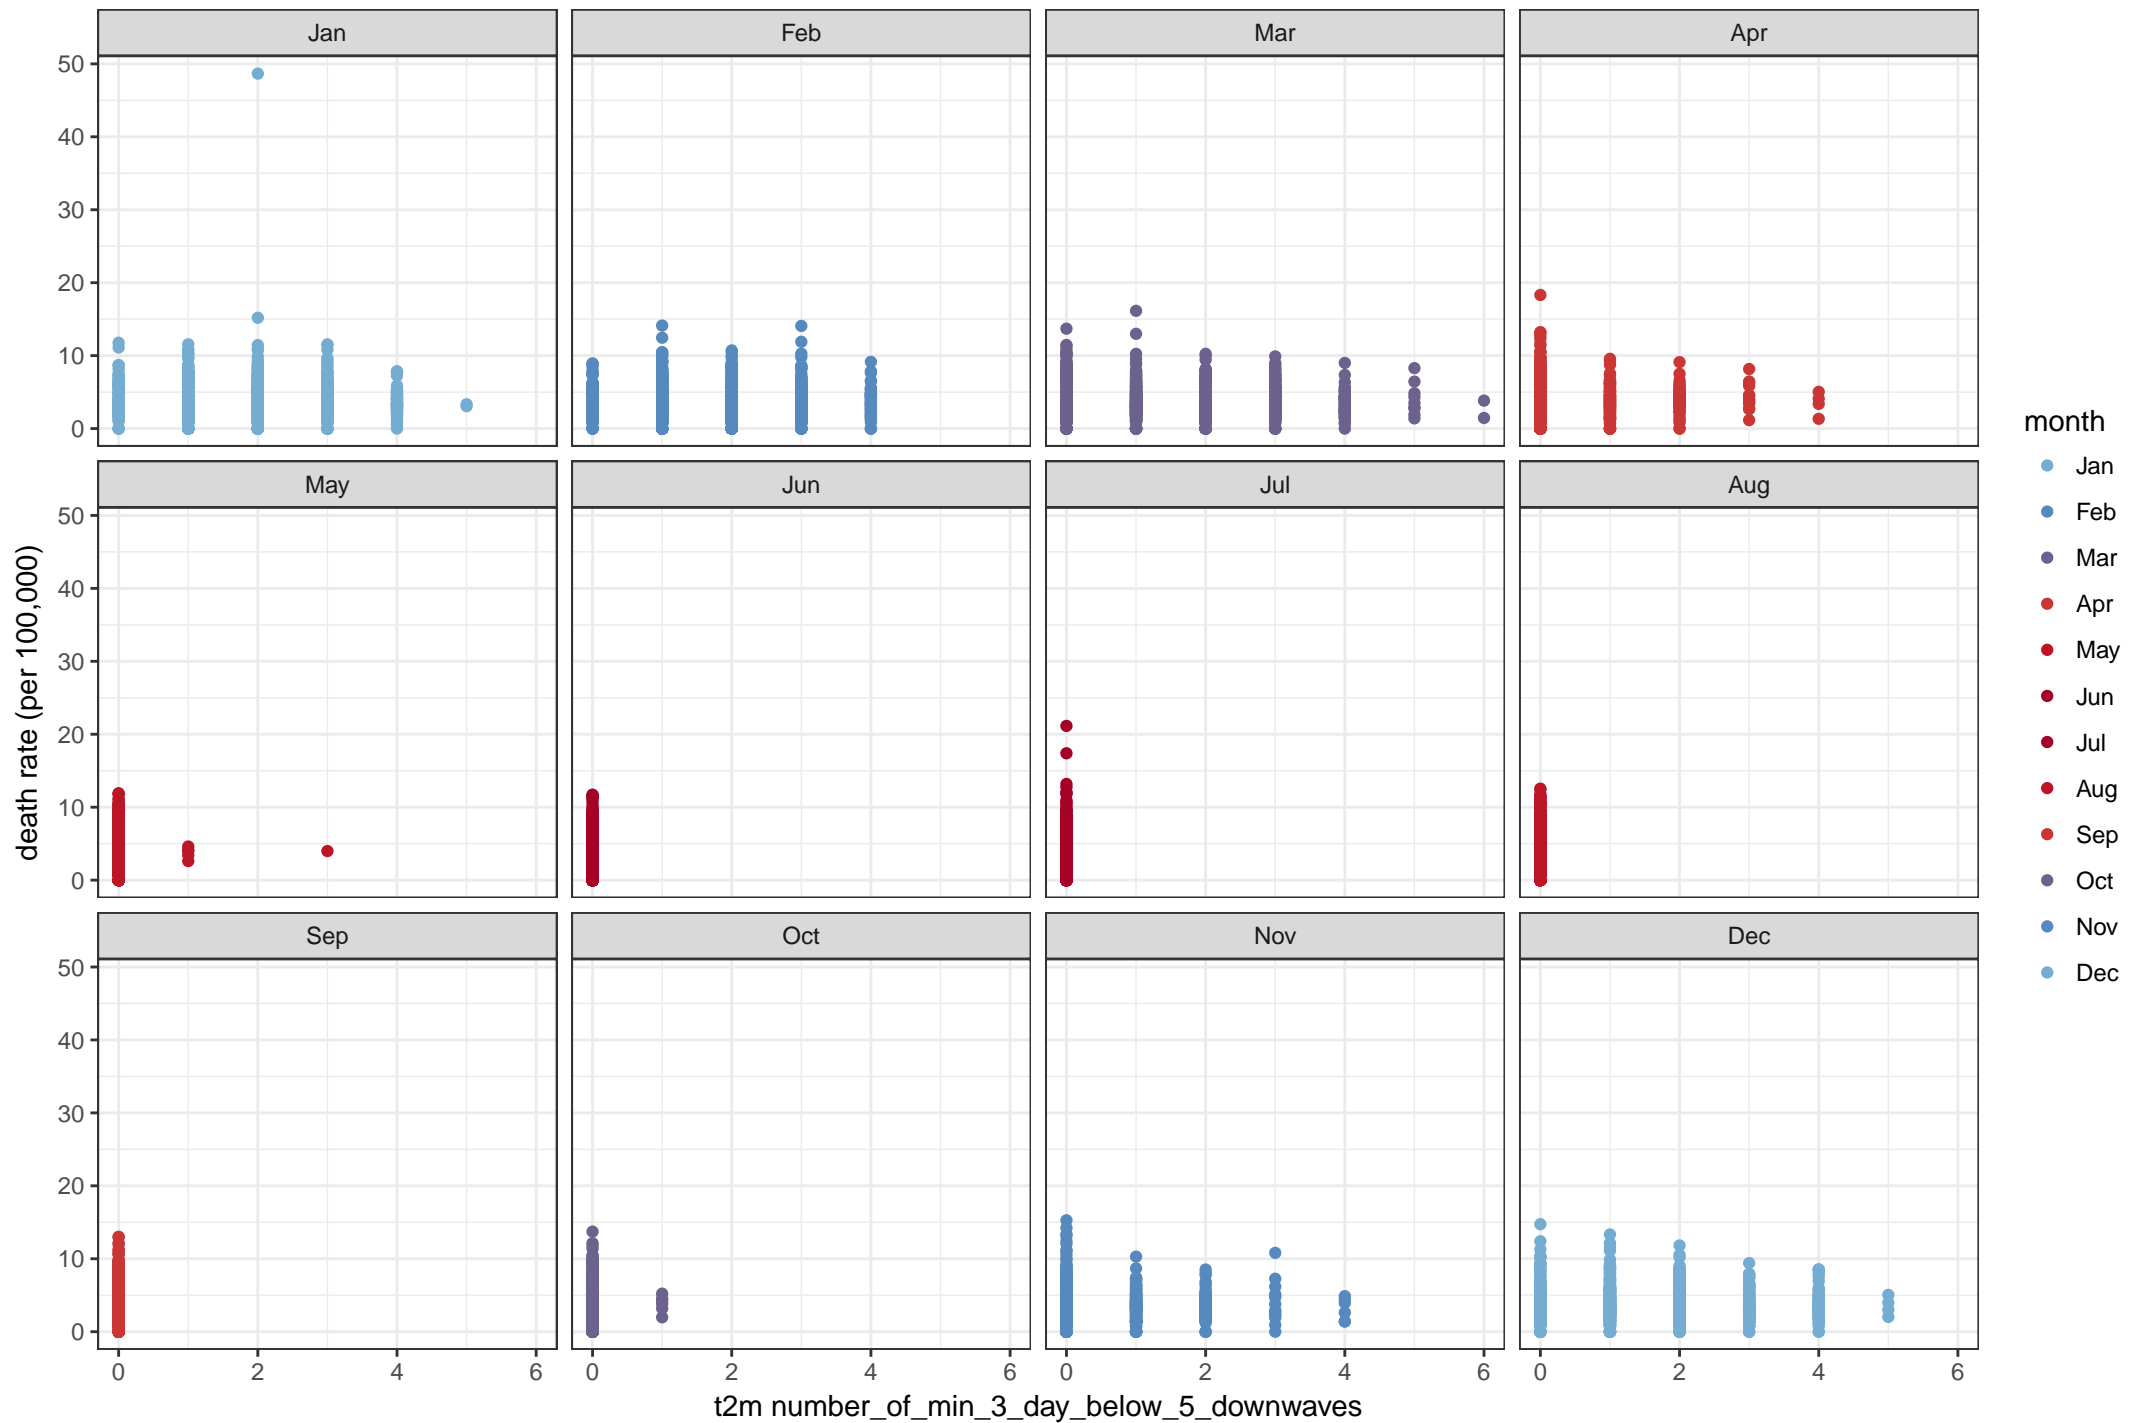 Jan Feb Mar Apr
50
40
30
20
10
0
May Jun Jul Aug
50
40
30
20
10
0
Sep Oct Nov Dec
50
40
30
20
10
0
0 2 4 6 0 2 4 6 0 2 4 6 0 2 4 6
t2m number_of_min_3_day_below_5_downwaves
death rate (per 100,000)
month
Jan
Feb
Mar
Apr
May
Jun
Jul
Aug
Sep
Oct
Nov
Dec